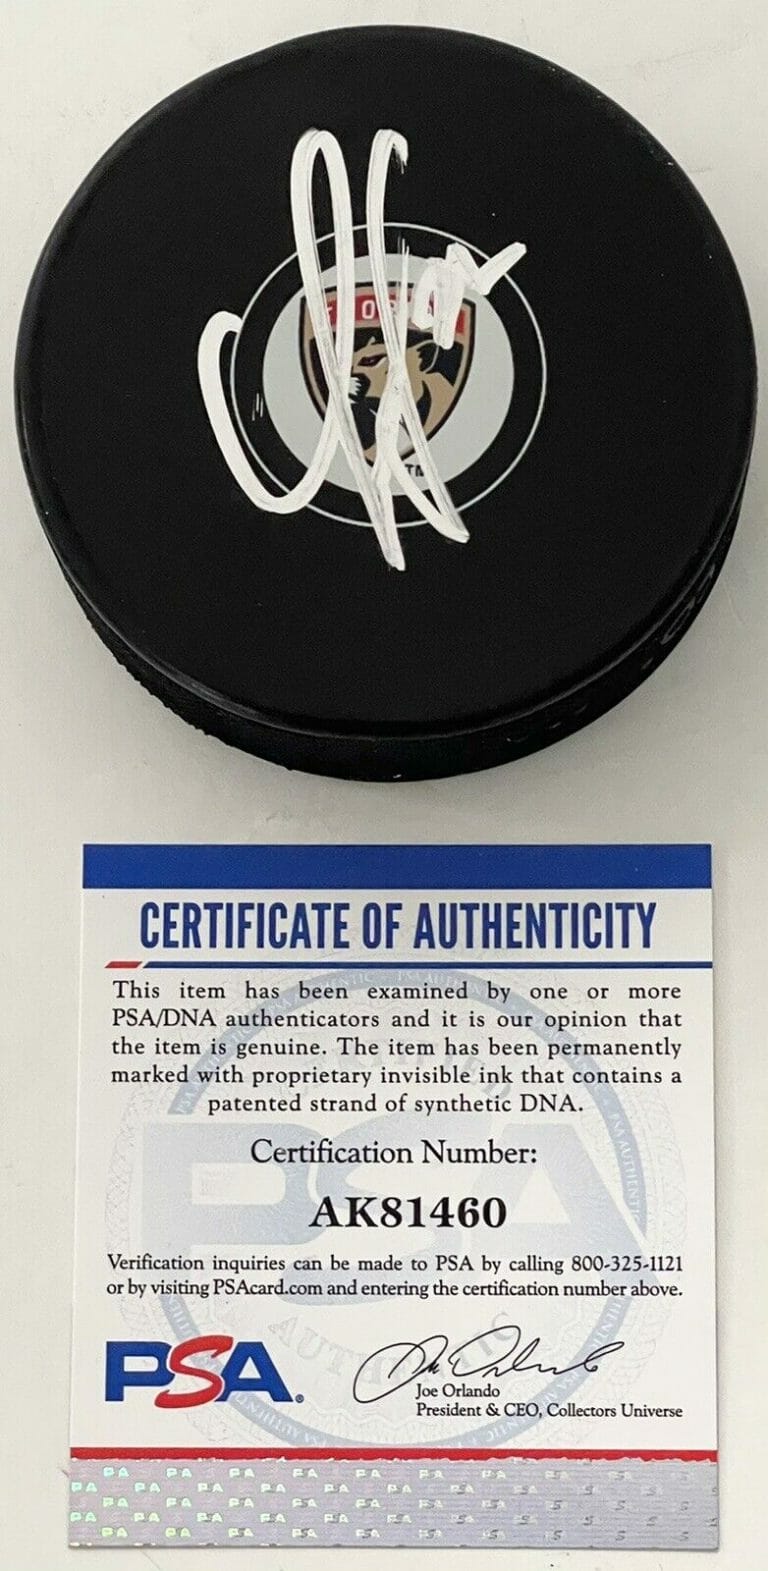 TM
CERTIFICATE OF AUTHENTICITY
This item has been examined by one or more
PSA/DNA authenticators and it is our opinion that
the item is genuine. The item has been permanently
marked with proprietary invisible ink that contains a
patented strand of synthetic DNA.
Certification Number:
AK81460
Verification inquiries can be made to PSA by calling 800-325-1121
or by visiting PSAcard.com and entering the certification number above.
PSA®
Joe Orlando
President & CEO, Collectors Universe